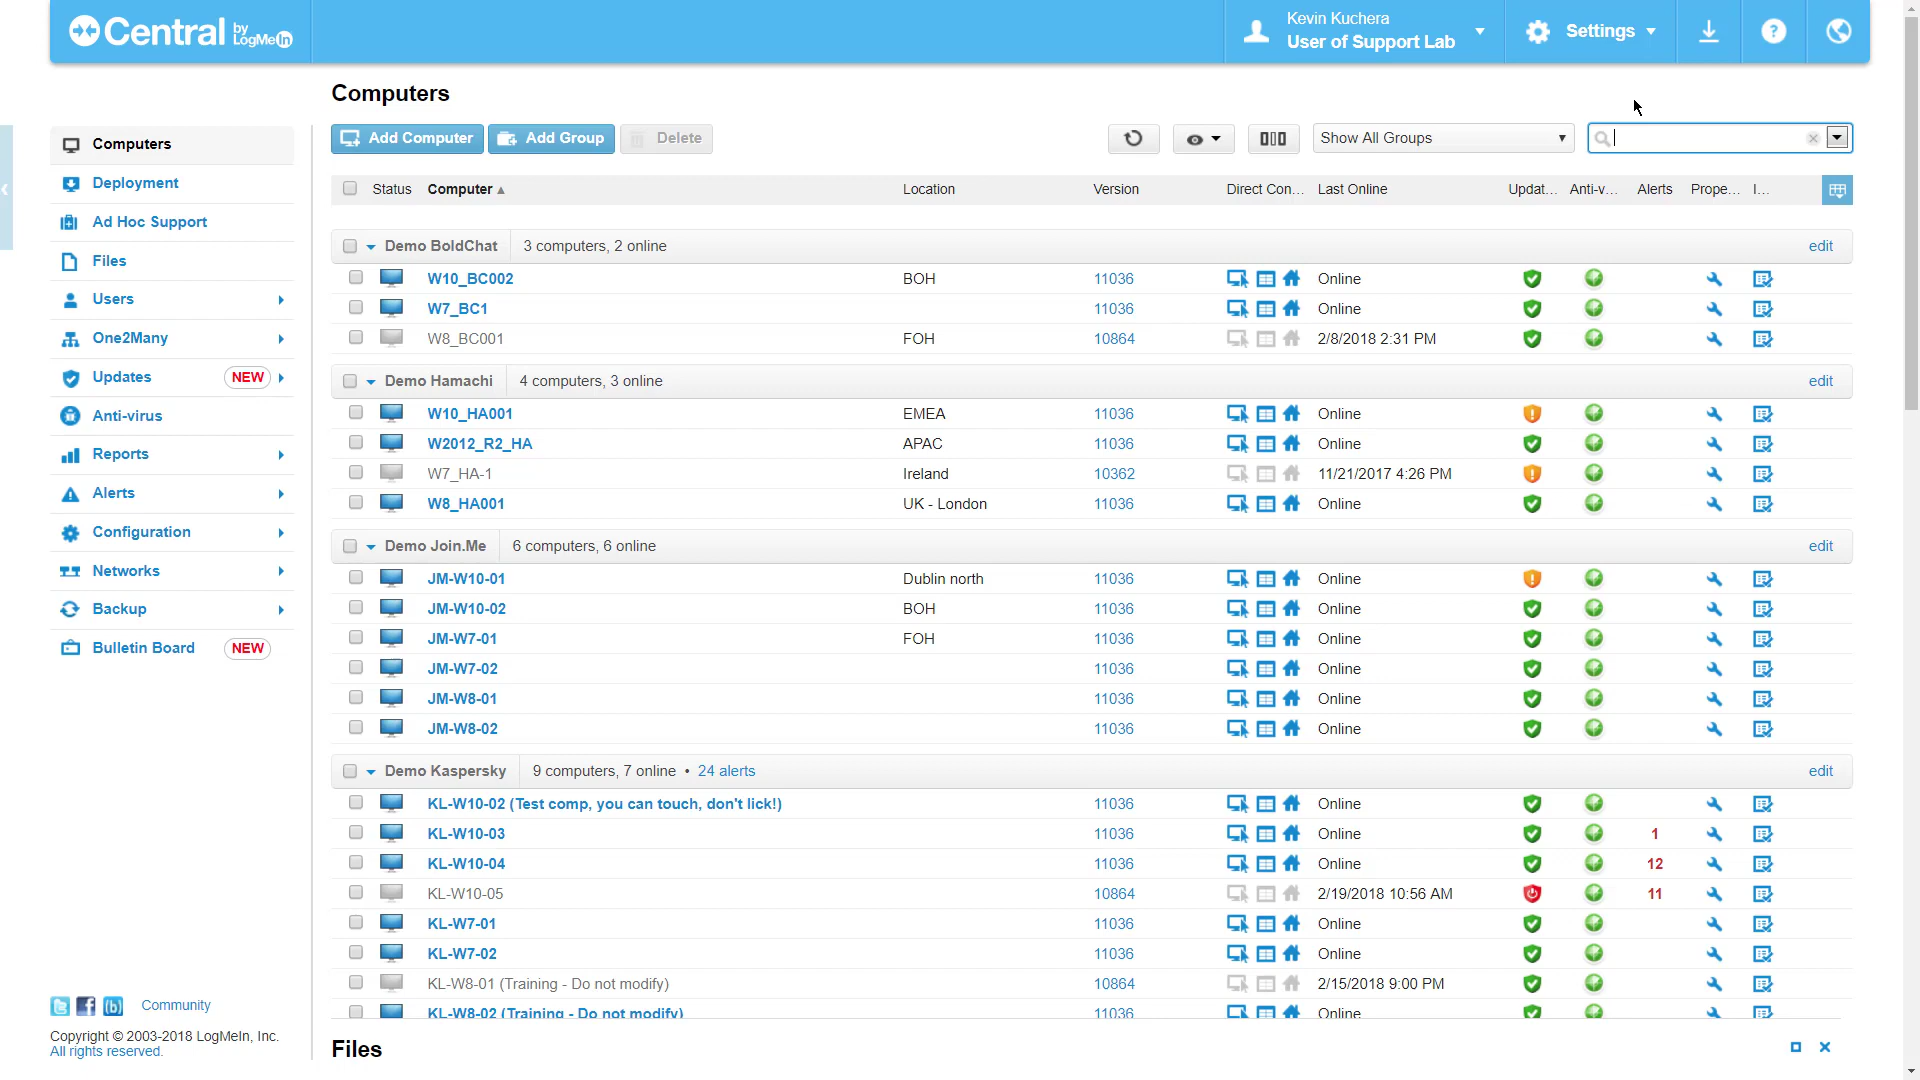 Central by LogMeIn
Kevin Kuchera
User of Support Lab
Settings
?
Computers
Add Computer
Add Group
Delete
Show All Groups
Computers
Deployment
Ad Hoc Support
Files
Users
One2Many
Updates NEW
Anti-virus
Reports
Alerts
Configuration
Networks
Backup
Bulletin Board NEW
Status Computer Location Version Direct Con... Last Online Updat... Anti-v... Alerts Prope... I...
Demo BoldChat 3 computers, 2 online edit
W10_BC002 BOH 11036 Online
W7_BC1 11036 Online
W8_BC001 FOH 10864 2/8/2018 2:31 PM
Demo Hamachi 4 computers, 3 online edit
W10_HA001 EMEA 11036 Online
W2012_R2_HA APAC 11036 Online
W7_HA-1 Ireland 10362 11/21/2017 4:26 PM
W8_HA001 UK - London 11036 Online
Demo Join.Me 6 computers, 6 online edit
JM-W10-01 Dublin north 11036 Online
JM-W10-02 BOH 11036 Online
JM-W7-01 FOH 11036 Online
JM-W7-02 11036 Online
JM-W8-01 11036 Online
JM-W8-02 11036 Online
Demo Kaspersky 9 computers, 7 online • 24 alerts edit
KL-W10-02 (Test comp, you can touch, don't lick!) 11036 Online
KL-W10-03 11036 Online 1
KL-W10-04 11036 Online 12
KL-W10-05 10864 2/19/2018 10:56 AM 11
KL-W7-01 11036 Online
KL-W7-02 11036 Online
KL-W8-01 (Training - Do not modify) 10864 2/15/2018 9:00 PM
KL-W8-02 (Training - Do not modify) 11036 Online
Community
Copyright © 2003-2018 LogMeIn, Inc.
All rights reserved.
Files